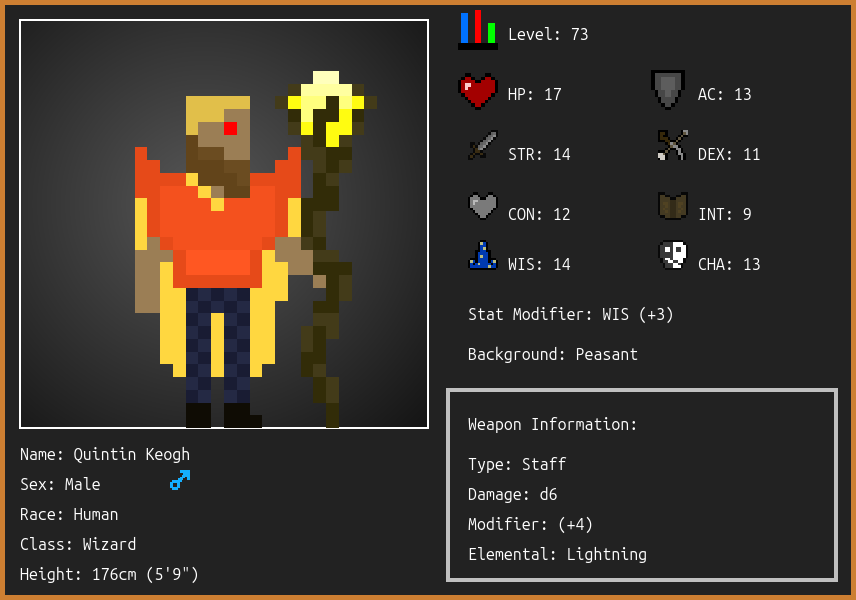 Level: 73
HP: 17
AC: 13
STR: 14
DEX: 11
CON: 12
INT: 9
WIS: 14
CHA: 13
Stat Modifier: WIS (+3)
Background: Peasant
Weapon Information:
Type: Staff
Damage: d6
Modifier: (+4)
Elemental: Lightning
Name: Quintin Keogh
Sex: Male
Race: Human
Class: Wizard
Height: 176cm (5'9")